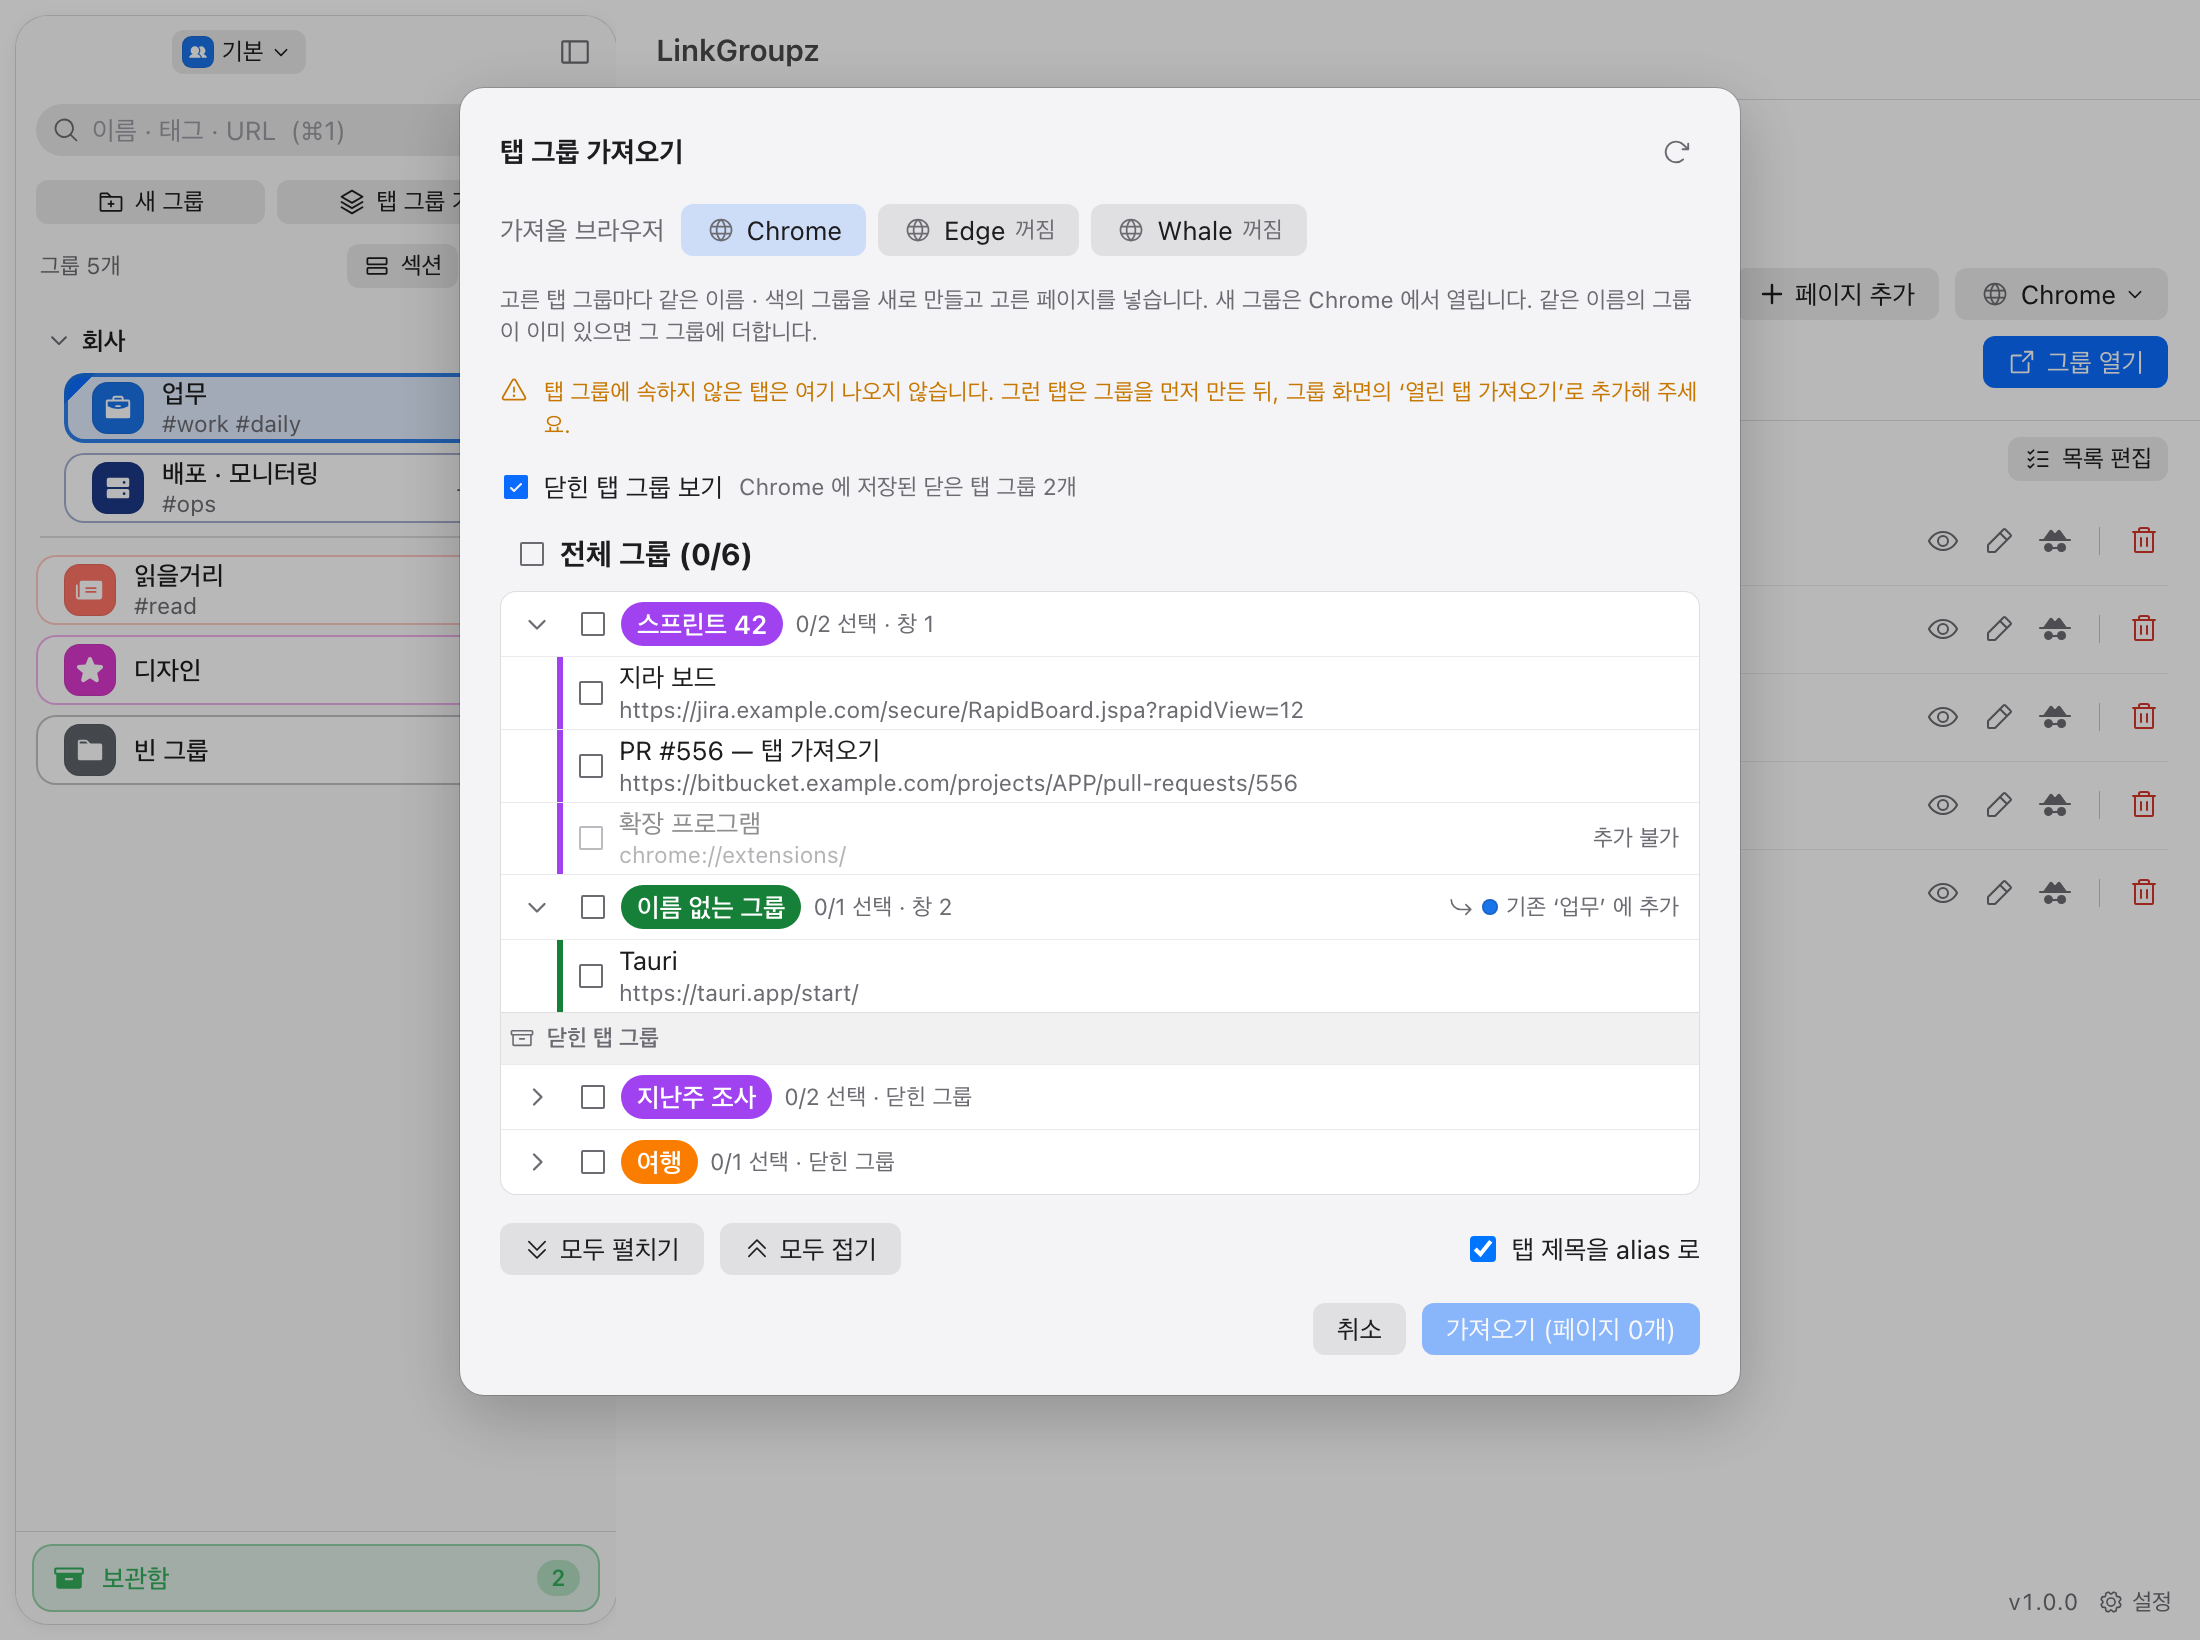 기본
LinkGroupz
이름 · 태그 · URL (⌘1)
새 그룹
탭 그룹
그룹 5개
섹션
회사
업무
#work #daily
배포 · 모니터링
#ops
읽을거리
#read
디자인
빈 그룹
보관함
2
탭 그룹 가져오기
가져올 브라우저
Chrome
Edge 꺼짐
Whale 꺼짐
고른 탭 그룹마다 같은 이름 · 색의 그룹을 새로 만들고 고른 페이지를 넣습니다. 새 그룹은 Chrome 에서 열립니다. 같은 이름의 그룹
이 이미 있으면 그 그룹에 더합니다.
탭 그룹에 속하지 않은 탭은 여기 나오지 않습니다. 그런 탭은 그룹을 먼저 만든 뒤, 그룹 화면의 ‘열린 탭 가져오기’로 추가해 주세
요.
닫힌 탭 그룹 보기 Chrome 에 저장된 닫은 탭 그룹 2개
전체 그룹 (0/6)
스프린트 42 0/2 선택 · 창 1
지라 보드
https://jira.example.com/secure/RapidBoard.jspa?rapidView=12
PR #556 — 탭 가져오기
https://bitbucket.example.com/projects/APP/pull-requests/556
확장 프로그램
chrome://extensions/
추가 불가
이름 없는 그룹 0/1 선택 · 창 2
기존 ‘업무’ 에 추가
Tauri
https://tauri.app/start/
닫힌 탭 그룹
지난주 조사 0/2 선택 · 닫힌 그룹
여행 0/1 선택 · 닫힌 그룹
모두 펼치기
모두 접기
탭 제목을 alias 로
취소
가져오기 (페이지 0개)
페이지 추가
Chrome
그룹 열기
목록 편집
v1.0.0
설정